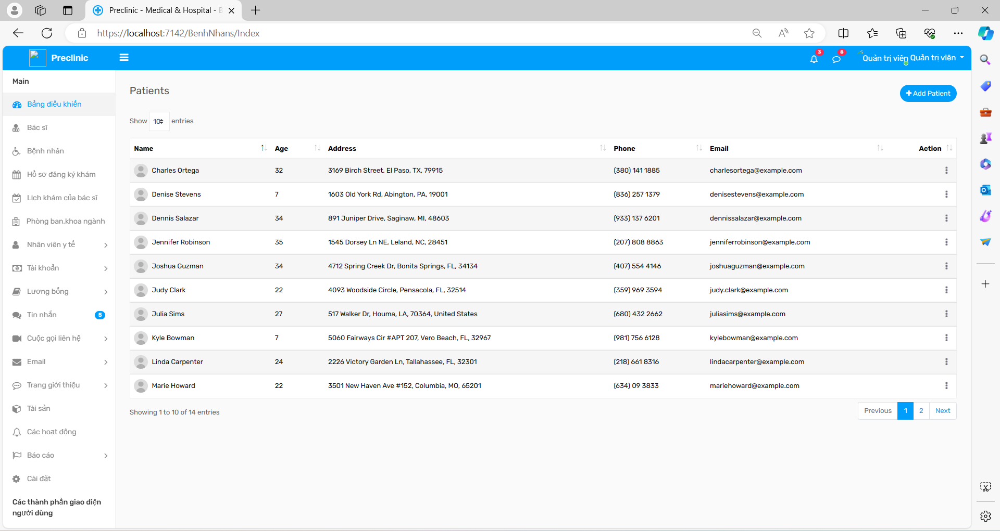 Preclinic - Medical & Hospital - B
https://localhost:7142/BenhNhans/Index
Preclinic
3
8
Quản trị viên Quản trị viên
Main
Bảng điều khiển
Bác sĩ
Bệnh nhân
Hồ sơ đăng ký khám
Lịch khám của bác sĩ
Phòng ban,khoa ngành
Nhân viên y tế
Tài khoản
Lương bổng
Tin nhắn 5
Cuộc gọi liên hệ
Email
Trang giới thiệu
Tài sản
Các hoạt động
Báo cáo
Cài đặt
Các thành phần giao diện
người dùng
Patients
+ Add Patient
Show 10 entries
Name Age Address Phone Email Action
Charles Ortega 32 3169 Birch Street, El Paso, TX, 79915 (380) 141 1885 charlesortega@example.com
Denise Stevens 7 1603 Old York Rd, Abington, PA, 19001 (836) 257 1379 denisestevens@example.com
Dennis Salazar 34 891 Juniper Drive, Saginaw, MI, 48603 (933) 137 6201 dennissalazar@example.com
Jennifer Robinson 35 1545 Dorsey Ln NE, Leland, NC, 28451 (207) 808 8863 jenniferrobinson@example.com
Joshua Guzman 34 4712 Spring Creek Dr, Bonita Springs, FL, 34134 (407) 554 4146 joshuaguzman@example.com
Judy Clark 22 4093 Woodside Circle, Pensacola, FL, 32514 (359) 969 3594 judy.clark@example.com
Julia Sims 27 517 Walker Dr, Houma, LA, 70364, United States (680) 432 2662 juliasims@example.com
Kyle Bowman 7 5060 Fairways Cir #APT 207, Vero Beach, FL, 32967 (981) 756 6128 kylebowman@example.com
Linda Carpenter 24 2226 Victory Garden Ln, Tallahassee, FL, 32301 (218) 661 8316 lindacarpenter@example.com
Marie Howard 22 3501 New Haven Ave #152, Columbia, MO, 65201 (634) 09 3833 mariehoward@example.com
Showing 1 to 10 of 14 entries
Previous 1 2 Next